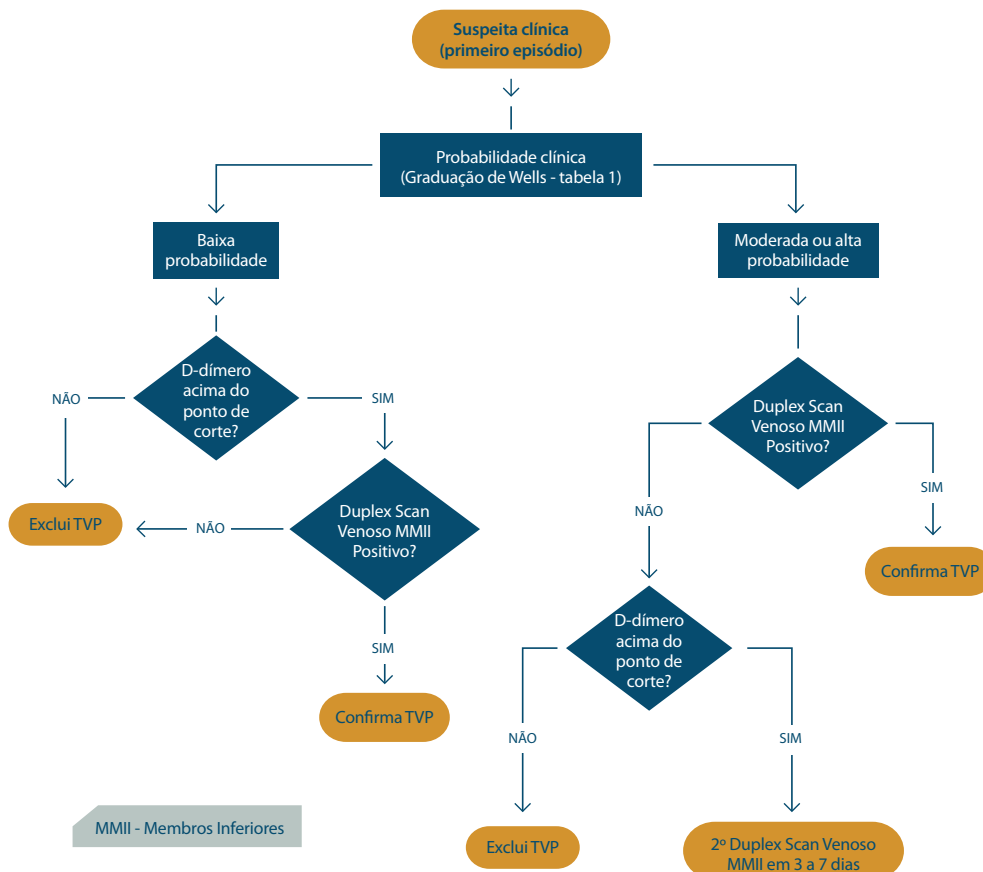 Suspeita clínica
(primeiro episódio)
Probabilidade clínica
(Graduação de Wells - tabela 1)
Baixa
probabilidade
Moderada ou alta
probabilidade
D-dímero
acima do
ponto de
corte?
NÃO
SIM
Duplex Scan
Venoso MMII
Positivo?
NÃO
SIM
Exclui TVP
NÃO
Duplex Scan
Venoso MMII
Positivo?
SIM
Confirma TVP
Confirma TVP
D-dímero
acima do
ponto de
corte?
NÃO
SIM
Exclui TVP
2º Duplex Scan Venoso
MMII em 3 a 7 dias
MMII - Membros Inferiores